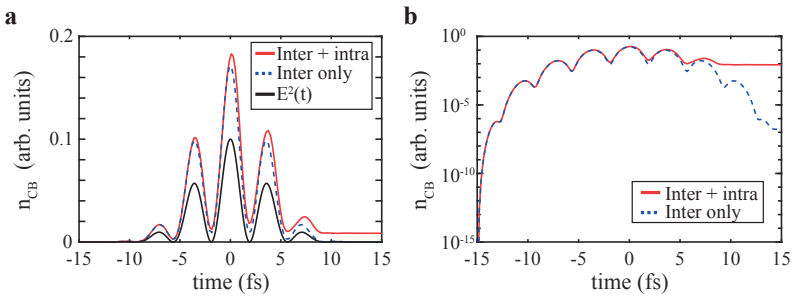 a
0.2
0.1
0
n_CB (arb. units)
Inter + intra
Inter only
E²(t)
-15 -10 -5 0 5 10 15
time (fs)
b
10⁰
10⁻⁵
10⁻¹⁰
10⁻¹⁵
n_CB (arb. units)
Inter + intra
Inter only
-15 -10 -5 0 5 10 15
time (fs)